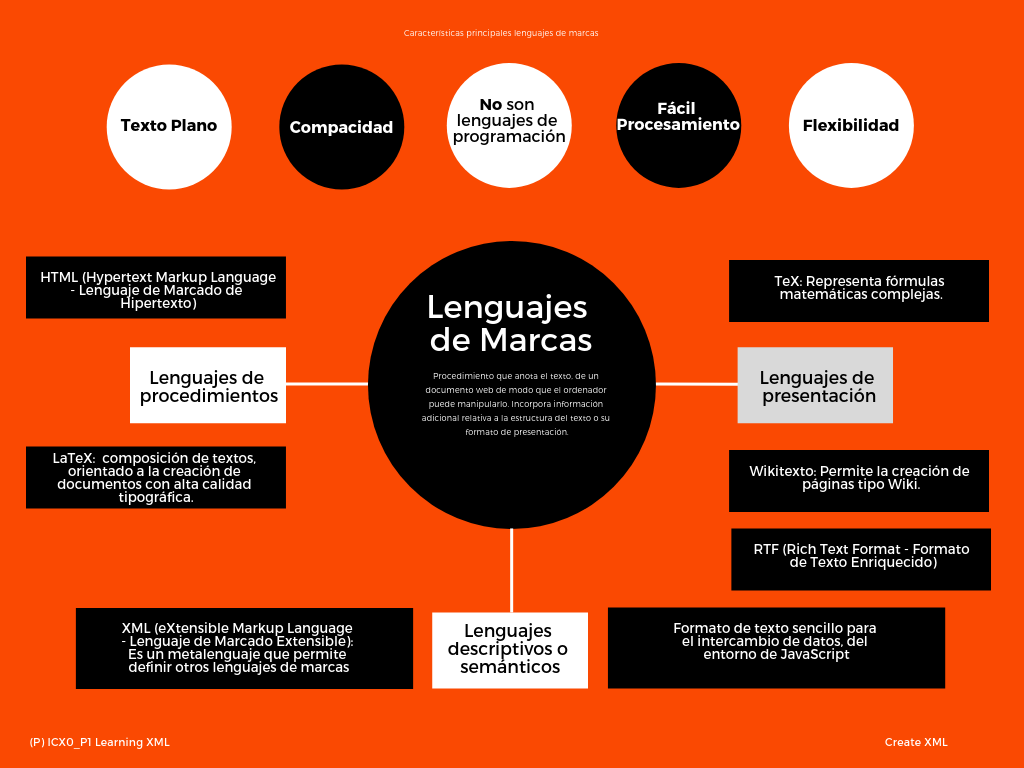 Características principales lenguajes de marcas
Texto Plano
Compacidad
No son
lenguajes de
programación
Fácil
Procesamiento
Flexibilidad
HTML (Hypertext Markup Language
- Lenguaje de Marcado de
Hipertexto)
Lenguajes de
procedimientos
LaTeX:  composición de textos,
orientado a la creación de
documentos con alta calidad
tipográfica.
Lenguajes
de Marcas
Procedimiento que anota el texto, de un
documento web de modo que el ordenador
puede manipularlo. Incorpora información
adicional relativa a la estructura del texto o su
formato de presentación.
TeX: Representa fórmulas
matemáticas complejas.
Lenguajes de
presentación
Wikitexto: Permite la creación de
páginas tipo Wiki.
RTF (Rich Text Format - Formato
de Texto Enriquecido)
XML (eXtensible Markup Language
- Lenguaje de Marcado Extensible):
Es un metalenguaje que permite
definir otros lenguajes de marcas
Lenguajes
descriptivos o
semánticos
Formato de texto sencillo para
el intercambio de datos, del
entorno de JavaScript
(P) ICX0_P1 Learning XML
Create XML